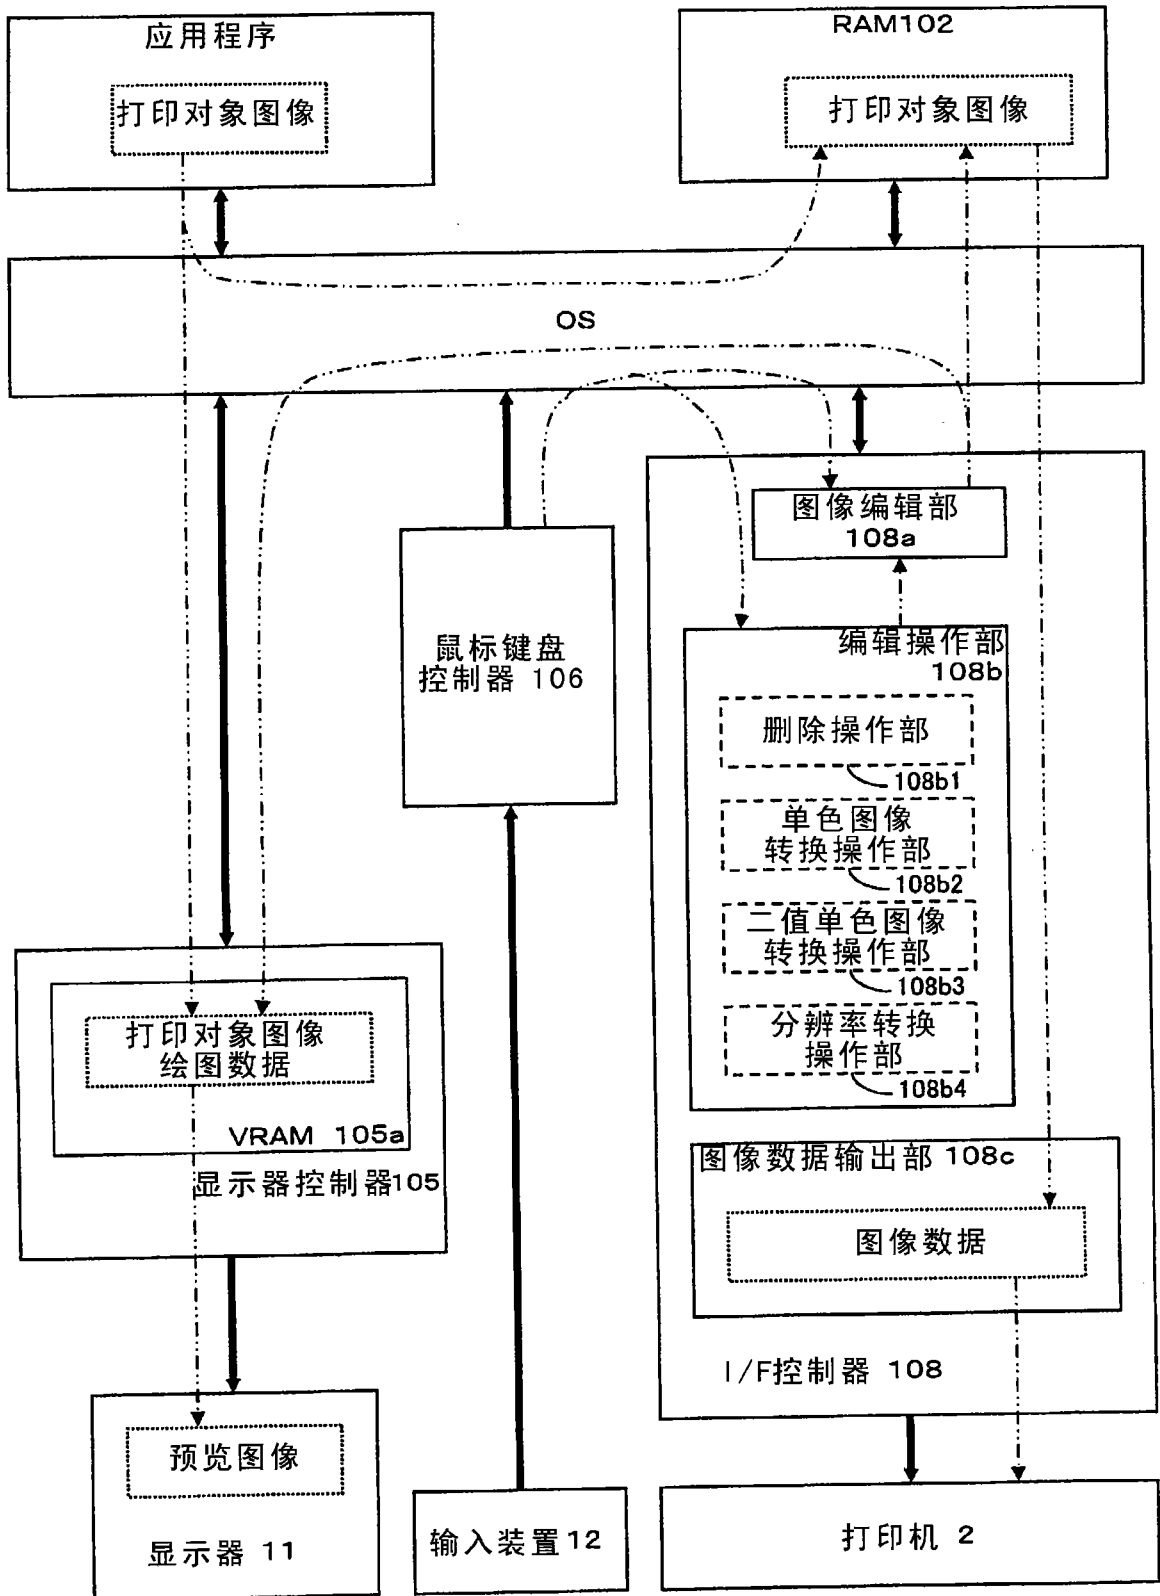 应用程序
打印对象图像
RAM102
打印对象图像
OS
图像编辑部
108a
鼠标键盘
控制器 106
编辑操作部
108b
删除操作部
108b1
单色图像
转换操作部
108b2
二值单色图像
转换操作部
108b3
分辨率转换
操作部
108b4
打印对象图像
绘图数据
VRAM 105a
显示器控制器105
图像数据输出部 108c
图像数据
I/F控制器 108
预览图像
显示器 11
输入装置12
打印机 2